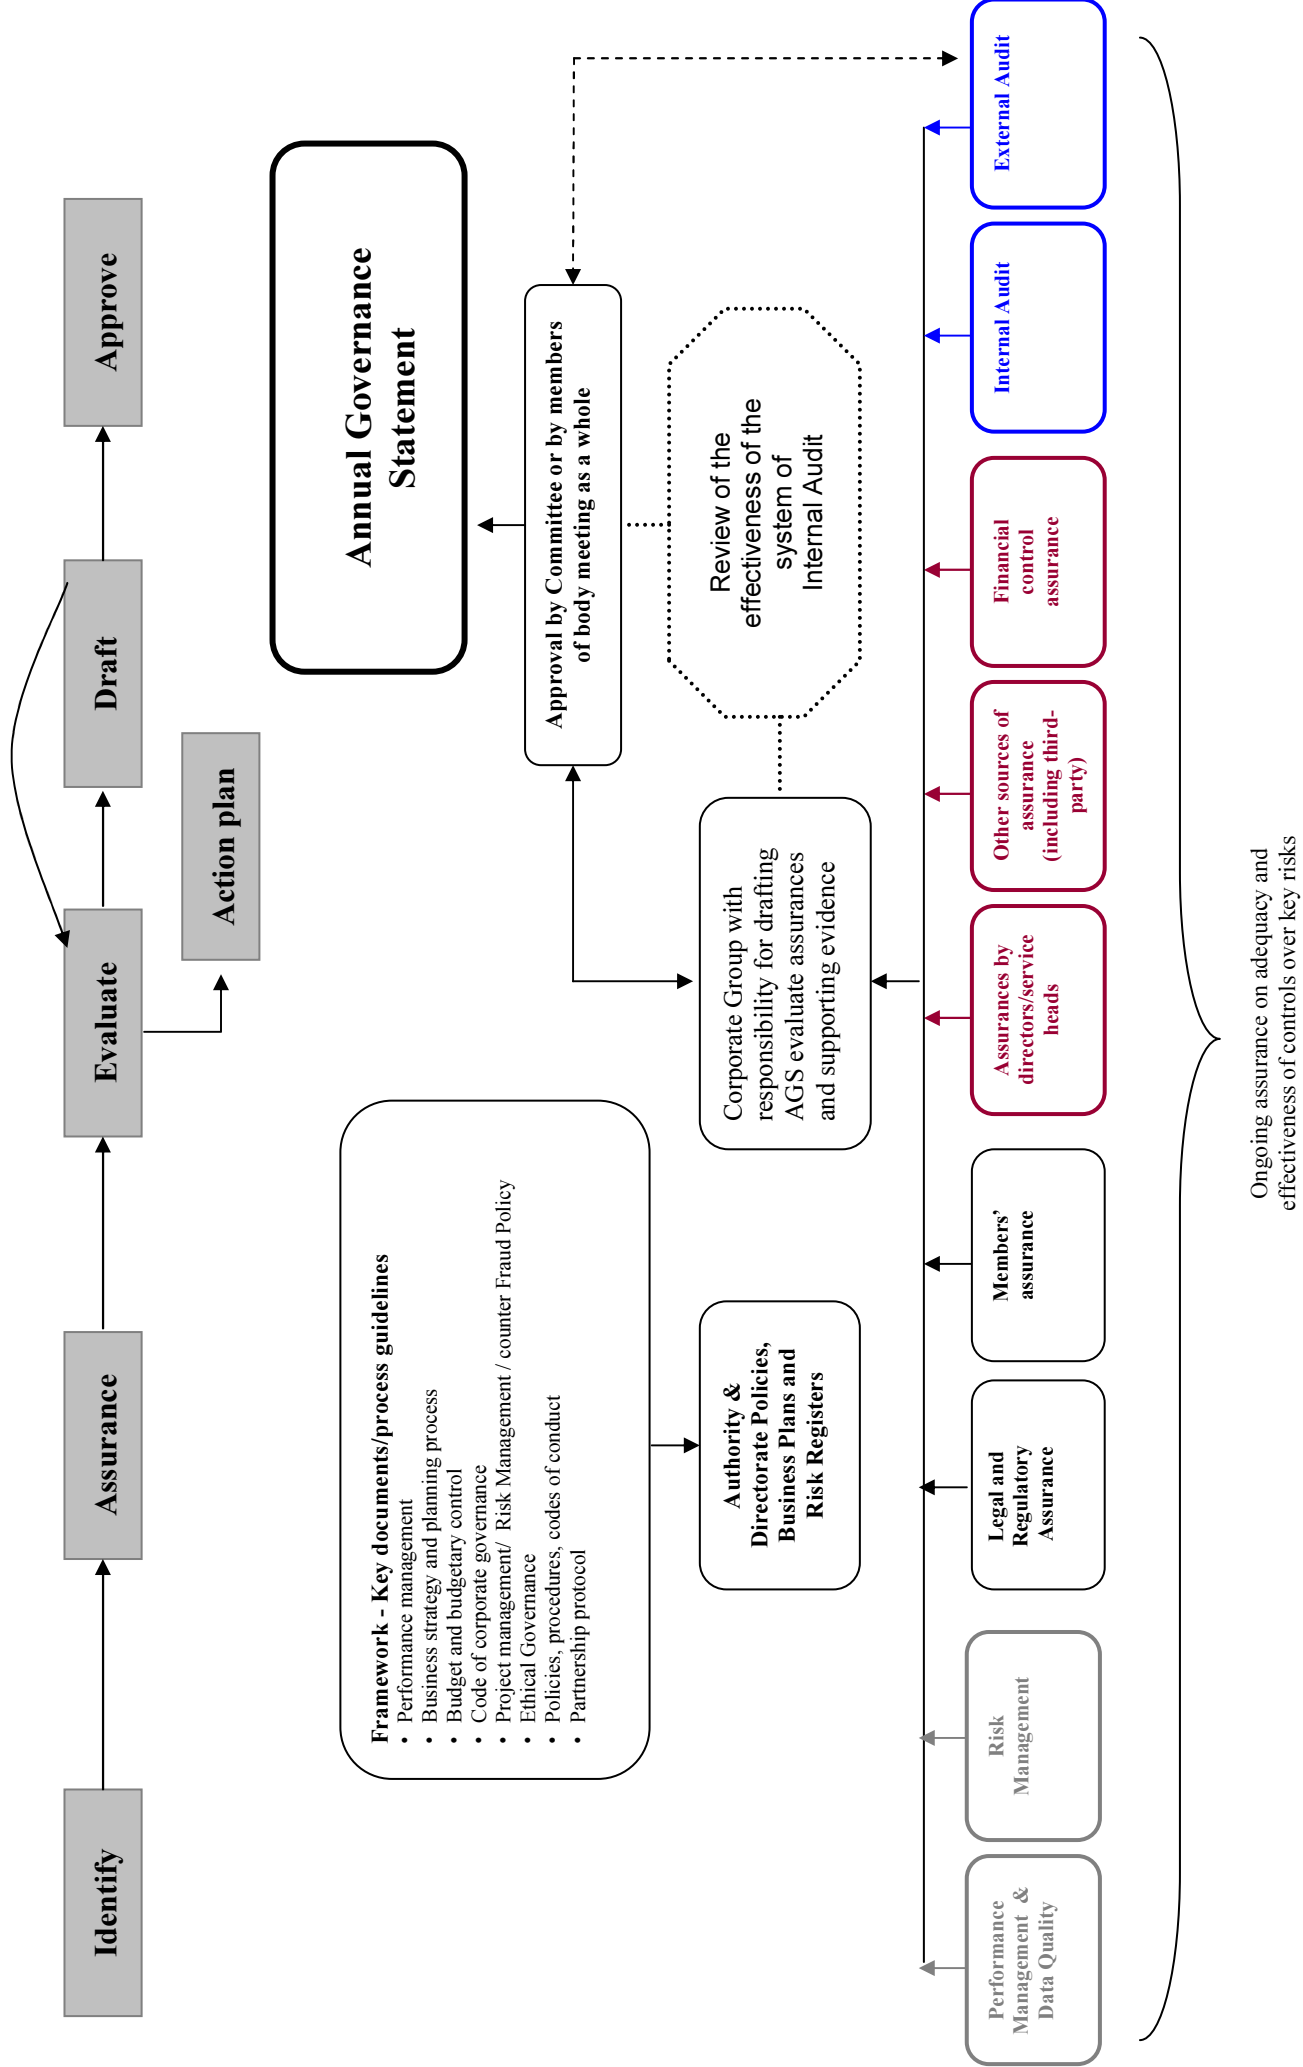 Identify
Assurance
Evaluate
Draft
Approve
Action plan
Annual Governance
Statement
Framework - Key documents/process guidelines
• Performance management
• Business strategy and planning process
• Budget and budgetary control
• Code of corporate governance
• Project management/ Risk Management / counter Fraud Policy
• Ethical Governance
• Policies, procedures, codes of conduct
• Partnership protocol
Approval by Committee or by members
of body meeting as a whole
Authority &
Directorate Policies,
Business Plans and
Risk Registers
Corporate Group with
responsibility for drafting
AGS evaluate assurances
and supporting evidence
Review of the
effectiveness of the
system of
Internal Audit
Performance
Management &
Data Quality
Risk
Management
Legal and
Regulatory
Assurance
Members'
assurance
Assurances by
directors/service
heads
Other sources of
assurance
(including third-
party)
Financial
control
assurance
Internal Audit
External Audit
Ongoing assurance on adequacy and
effectiveness of controls over key risks